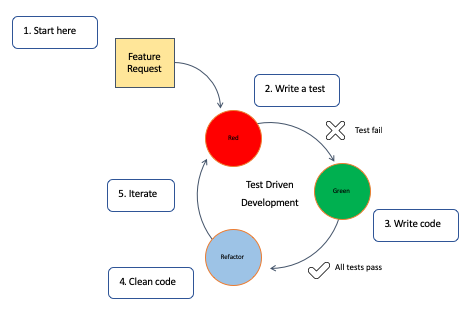 1. Start here
Feature
Request
2. Write a test
Red
Test fail
5. Iterate
Test Driven
Development
Green
3. Write code
Refactor
All tests pass
4. Clean code